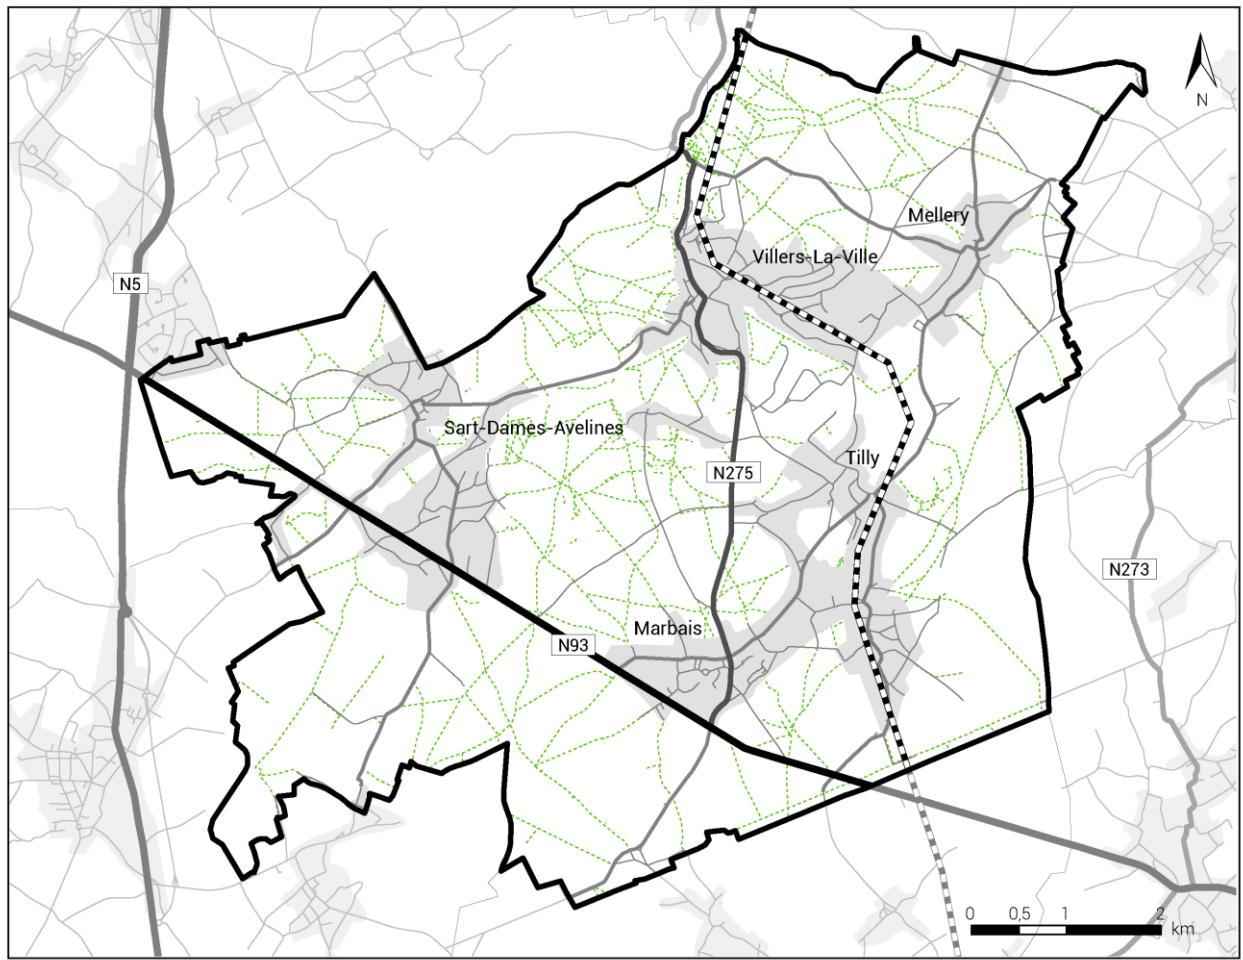 N
Mellery
Villers-La-Ville
N5
Sart-Dames-Avelines
Tilly
N275
N273
Marbais
N93
0 0,5 1 2
km